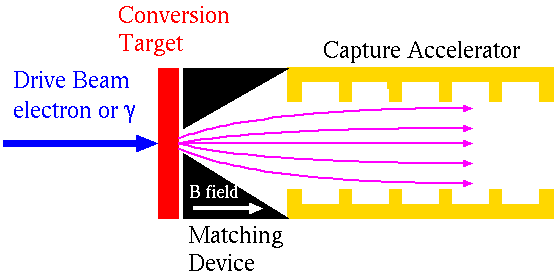 Conversion
Target
Capture Accelerator
Drive Beam
electron or γ
B field
Matching
Device